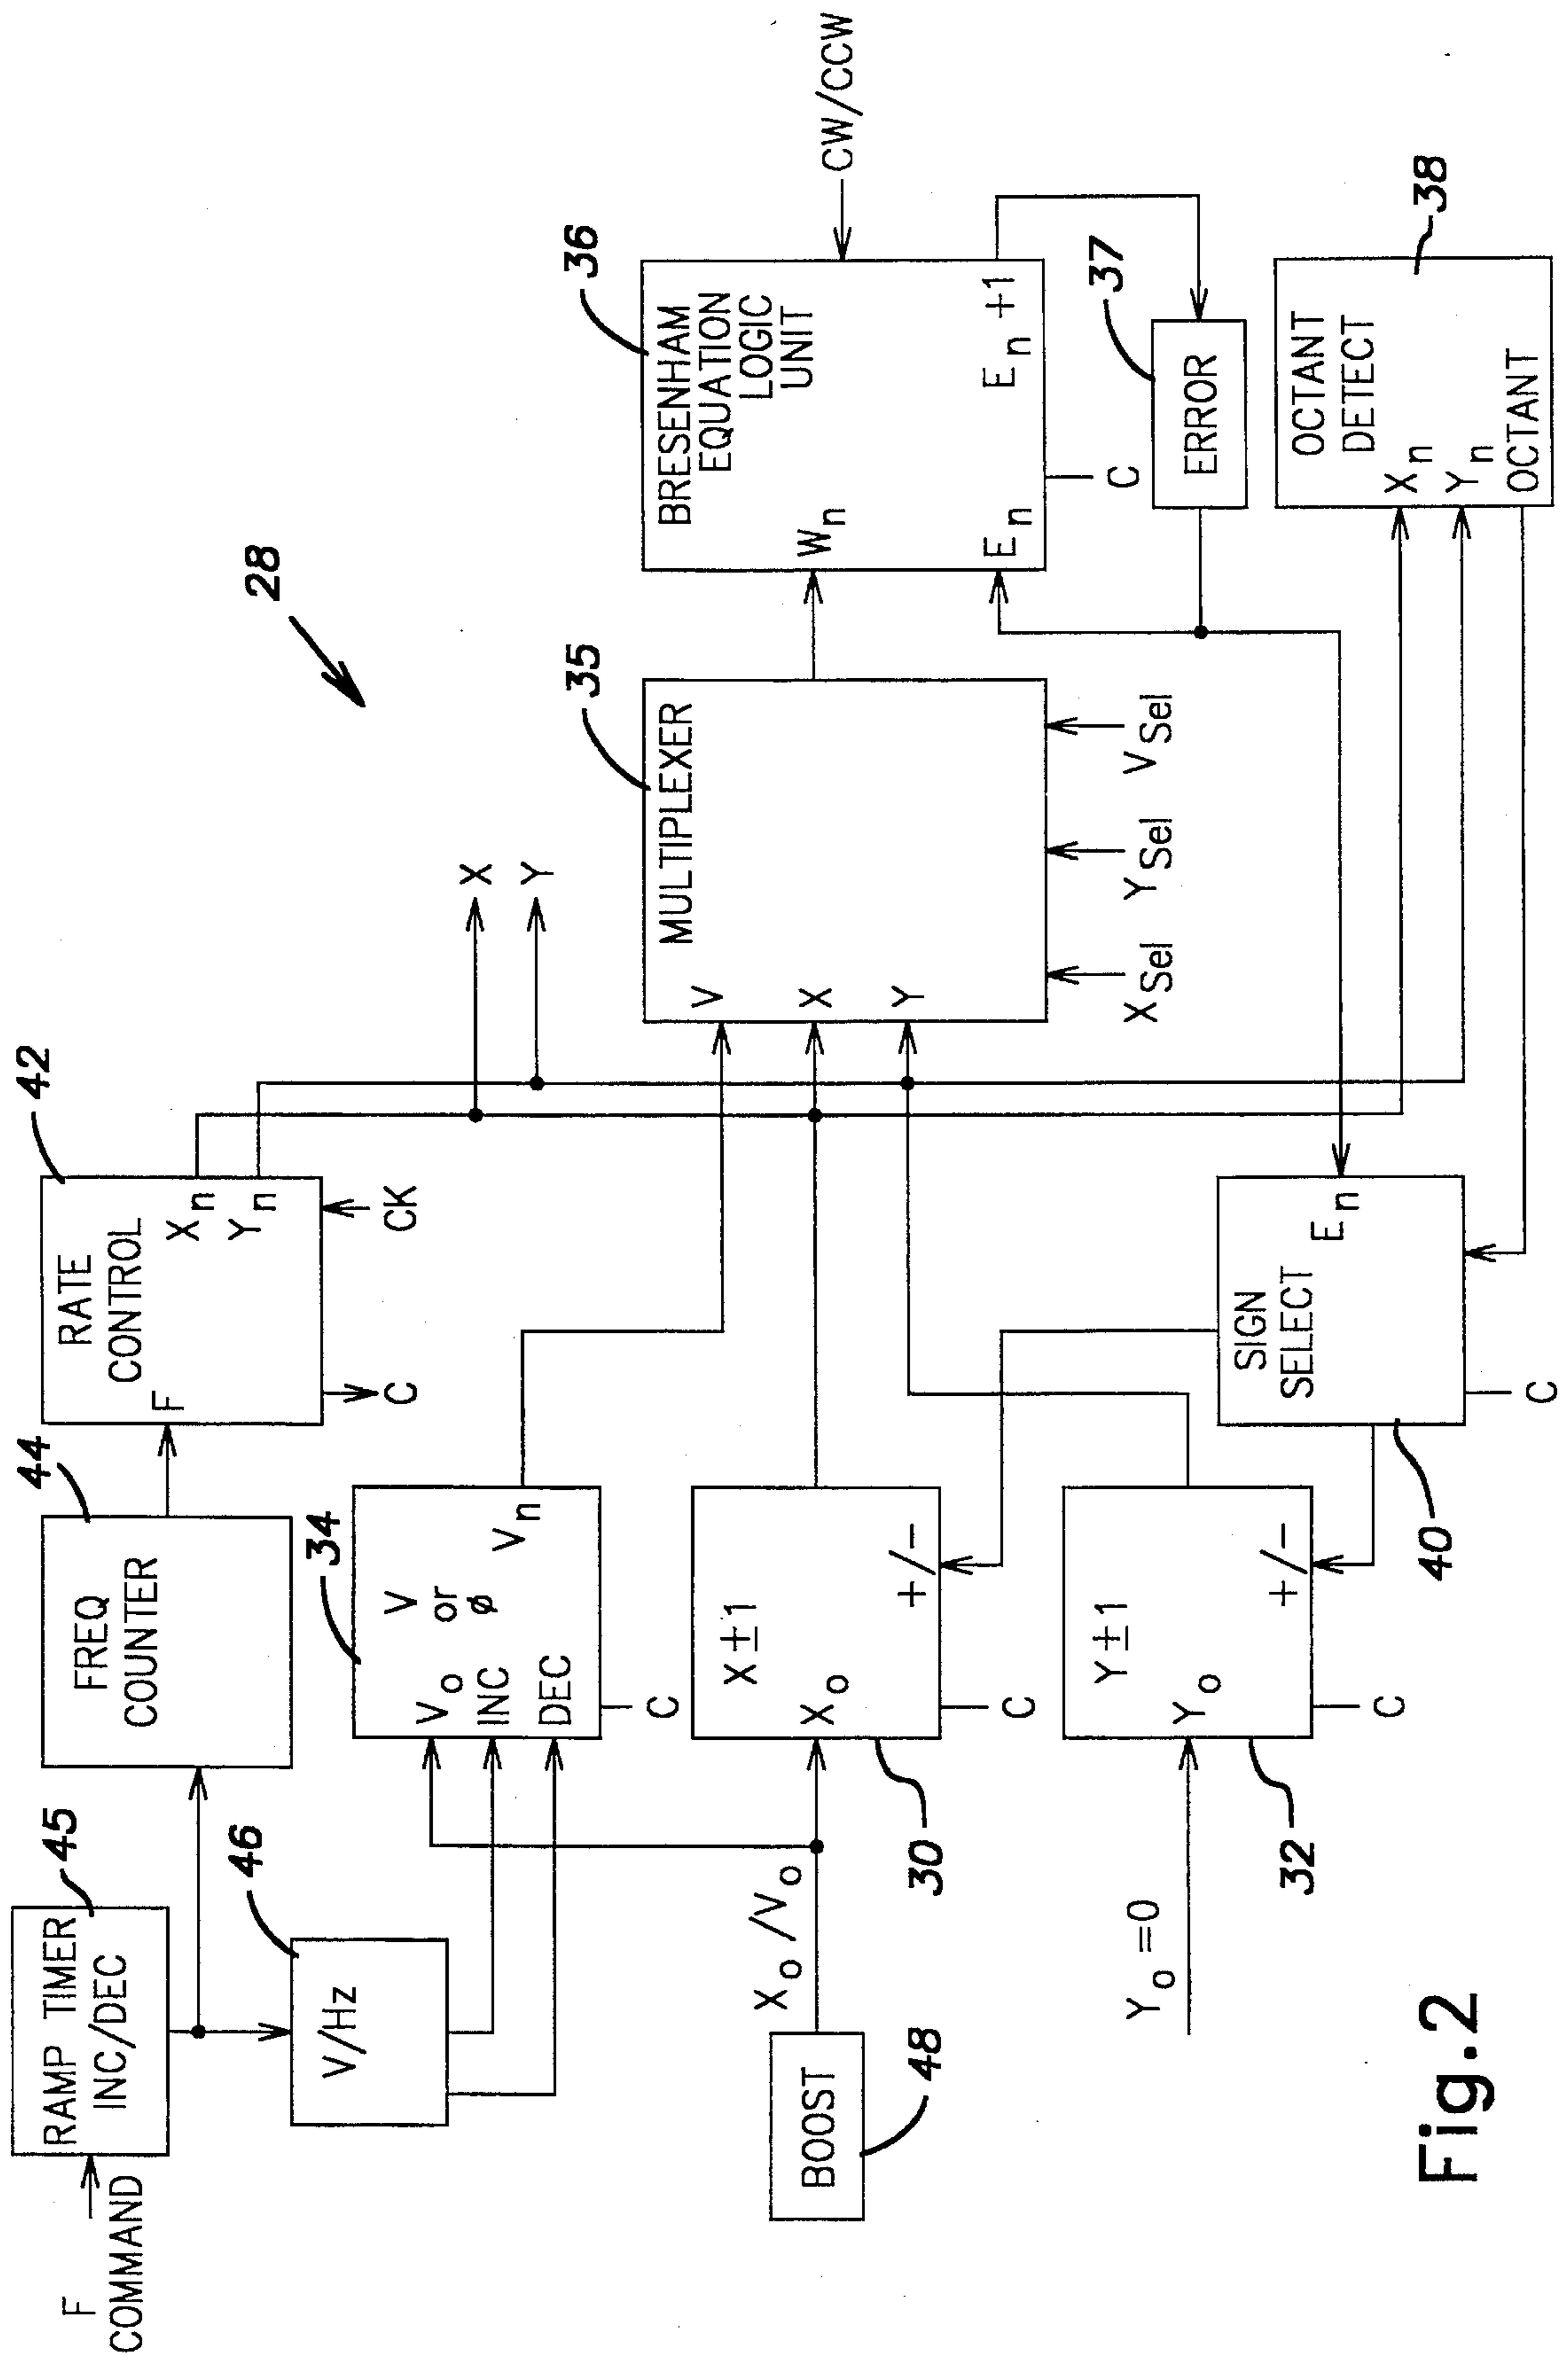 F
COMMAND
RAMP TIMER
INC/DEC
45
FREQ
COUNTER
44
RATE
CONTROL
F
Xn
Yn
C
CK
42
V/Hz
46
V
or
ø
Vo
INC
DEC
Vn
C
34
X
Y
28
BOOST
48
Xo/Vo
X±1
Xo
+/-
C
30
Yo=0
Y±1
Yo
+/-
C
32
SIGN
SELECT
En
C
40
MULTIPLEXER
V
X
Y
XSel YSel VSel
35
BRESENHAM
EQUATION
LOGIC
UNIT
Wn
En
En+1
C
36
CW/CCW
ERROR
37
OCTANT
DETECT
Xn
Yn
OCTANT
38
Fig.2